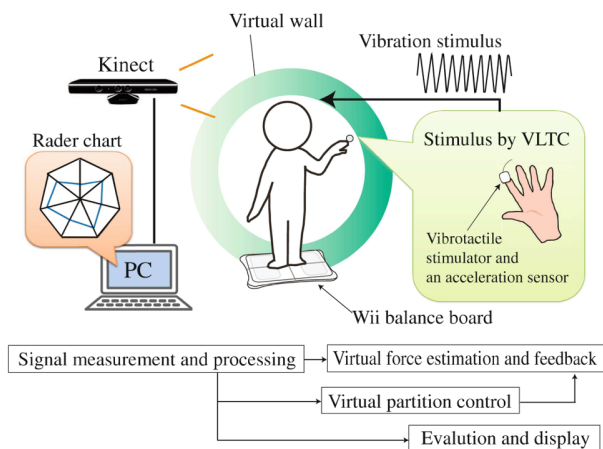 Virtual wall
Vibration stimulus
Kinect
Rader chart
Stimulus by VLTC
PC
Vibrotactile
stimulator and
an acceleration sensor
Wii balance board
Signal measurement and processing
Virtual force estimation and feedback
Virtual partition control
Evalution and display